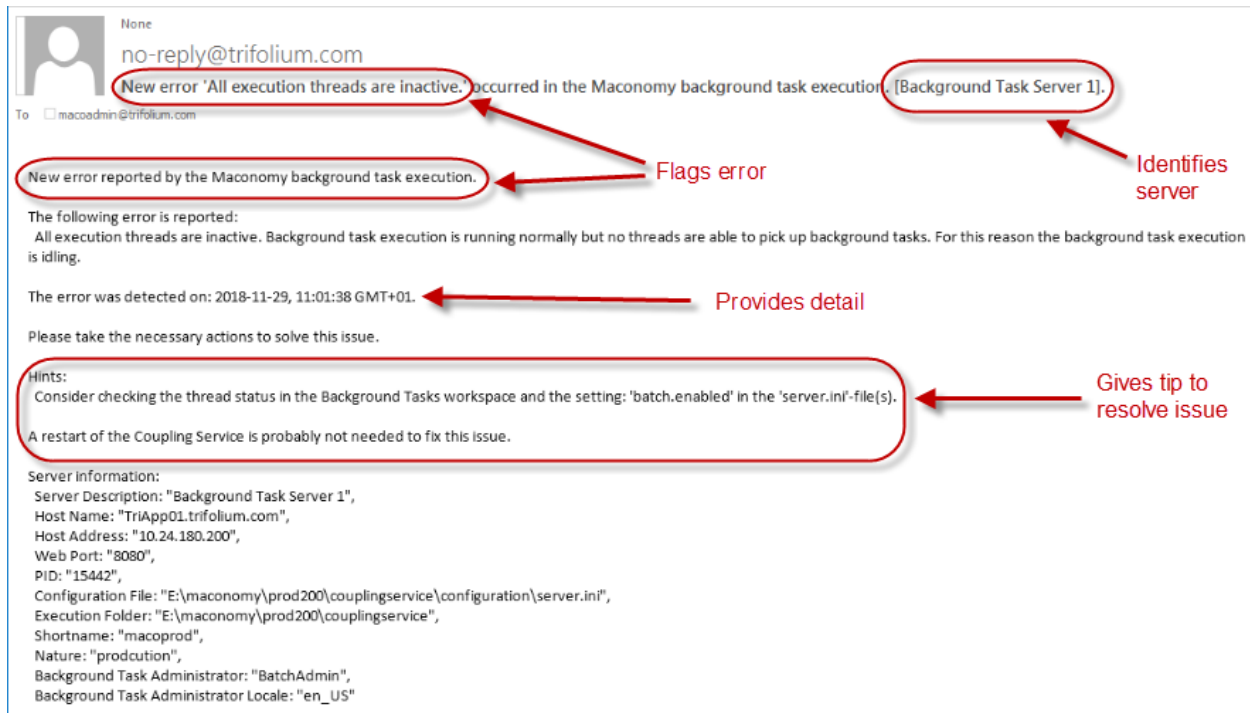 None
no-reply@trifolium.com
New error 'All execution threads are inactive.' occurred in the Maconomy background task execution. [Background Task Server 1].
To macoadmin@trifolium.com
Flags error
Identifies
server
New error reported by the Maconomy background task execution.
The following error is reported:
All execution threads are inactive. Background task execution is running normally but no threads are able to pick up background tasks. For this reason the background task execution
is idling.
The error was detected on: 2018-11-29, 11:01:38 GMT+01.
Provides detail
Please take the necessary actions to solve this issue.
Hints:
Consider checking the thread status in the Background Tasks workspace and the setting: 'batch.enabled' in the 'server.ini'-file(s).
Gives tip to
resolve issue
A restart of the Coupling Service is probably not needed to fix this issue.
Server information:
Server Description: "Background Task Server 1",
Host Name: "TriApp01.trifolium.com",
Host Address: "10.24.180.200",
Web Port: "8080",
PID: "15442",
Configuration File: "E:\maconomy\prod200\couplingservice\configuration\server.ini",
Execution Folder: "E:\maconomy\prod200\couplingservice",
Shortname: "macoprod",
Nature: "prodcution",
Background Task Administrator: "BatchAdmin",
Background Task Administrator Locale: "en_US"